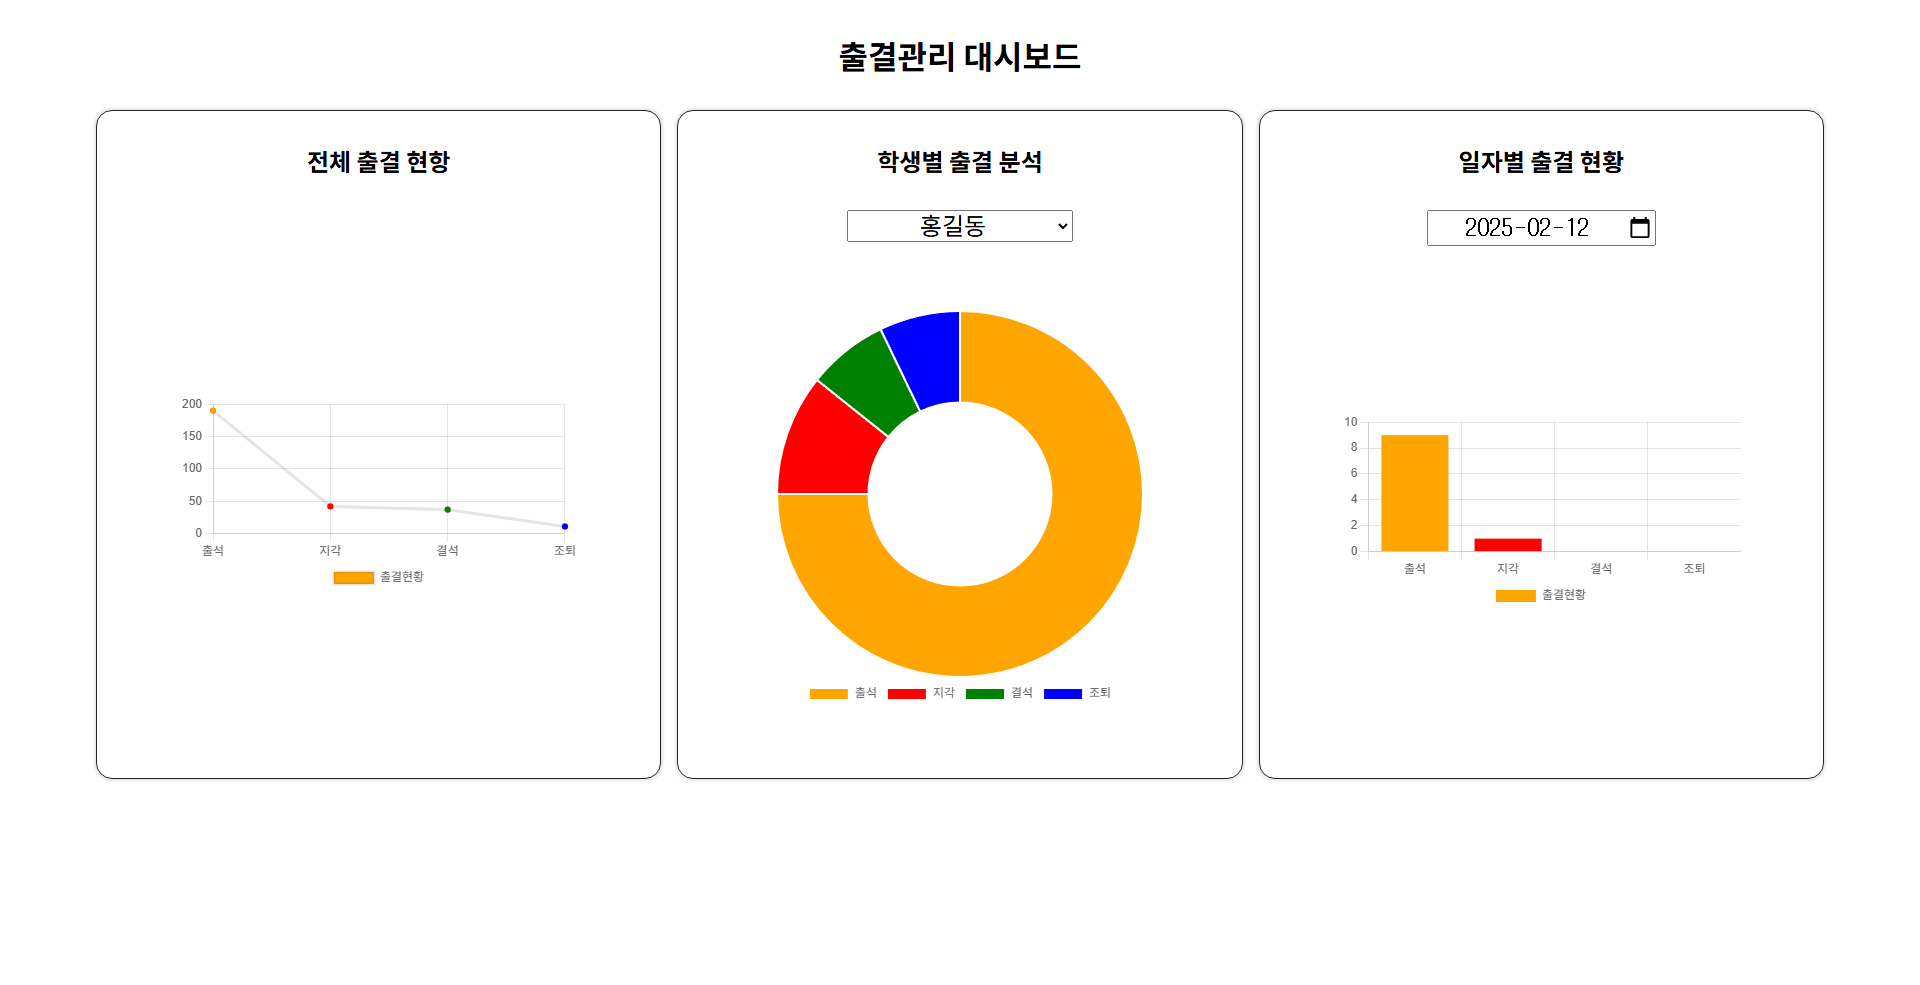 출결관리 대시보드
전체 출결 현항
200
150
100
50
0
출석 지각 결석 조퇴
출결현황
학생별 출결 분석
홍길동
출석 지각 결석 조퇴
일자별 출결 현황
2025-02-12
10
8
6
4
2
0
출석 지각 결석 조퇴
출결현황